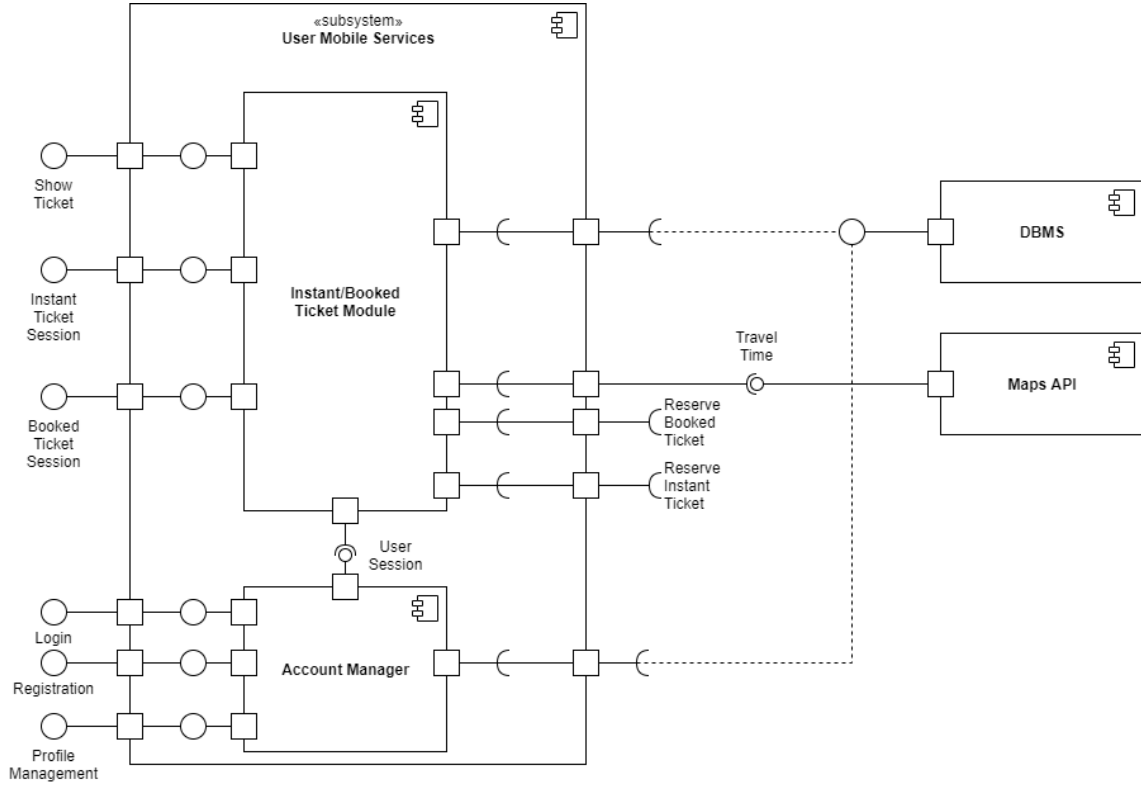 «subsystem»
User Mobile Services
Show
Ticket
Instant
Ticket
Session
Booked
Ticket
Session
Instant/Booked
Ticket Module
DBMS
Travel
Time
Maps API
Reserve
Booked
Ticket
Reserve
Instant
Ticket
User
Session
Login
Registration
Profile
Management
Account Manager